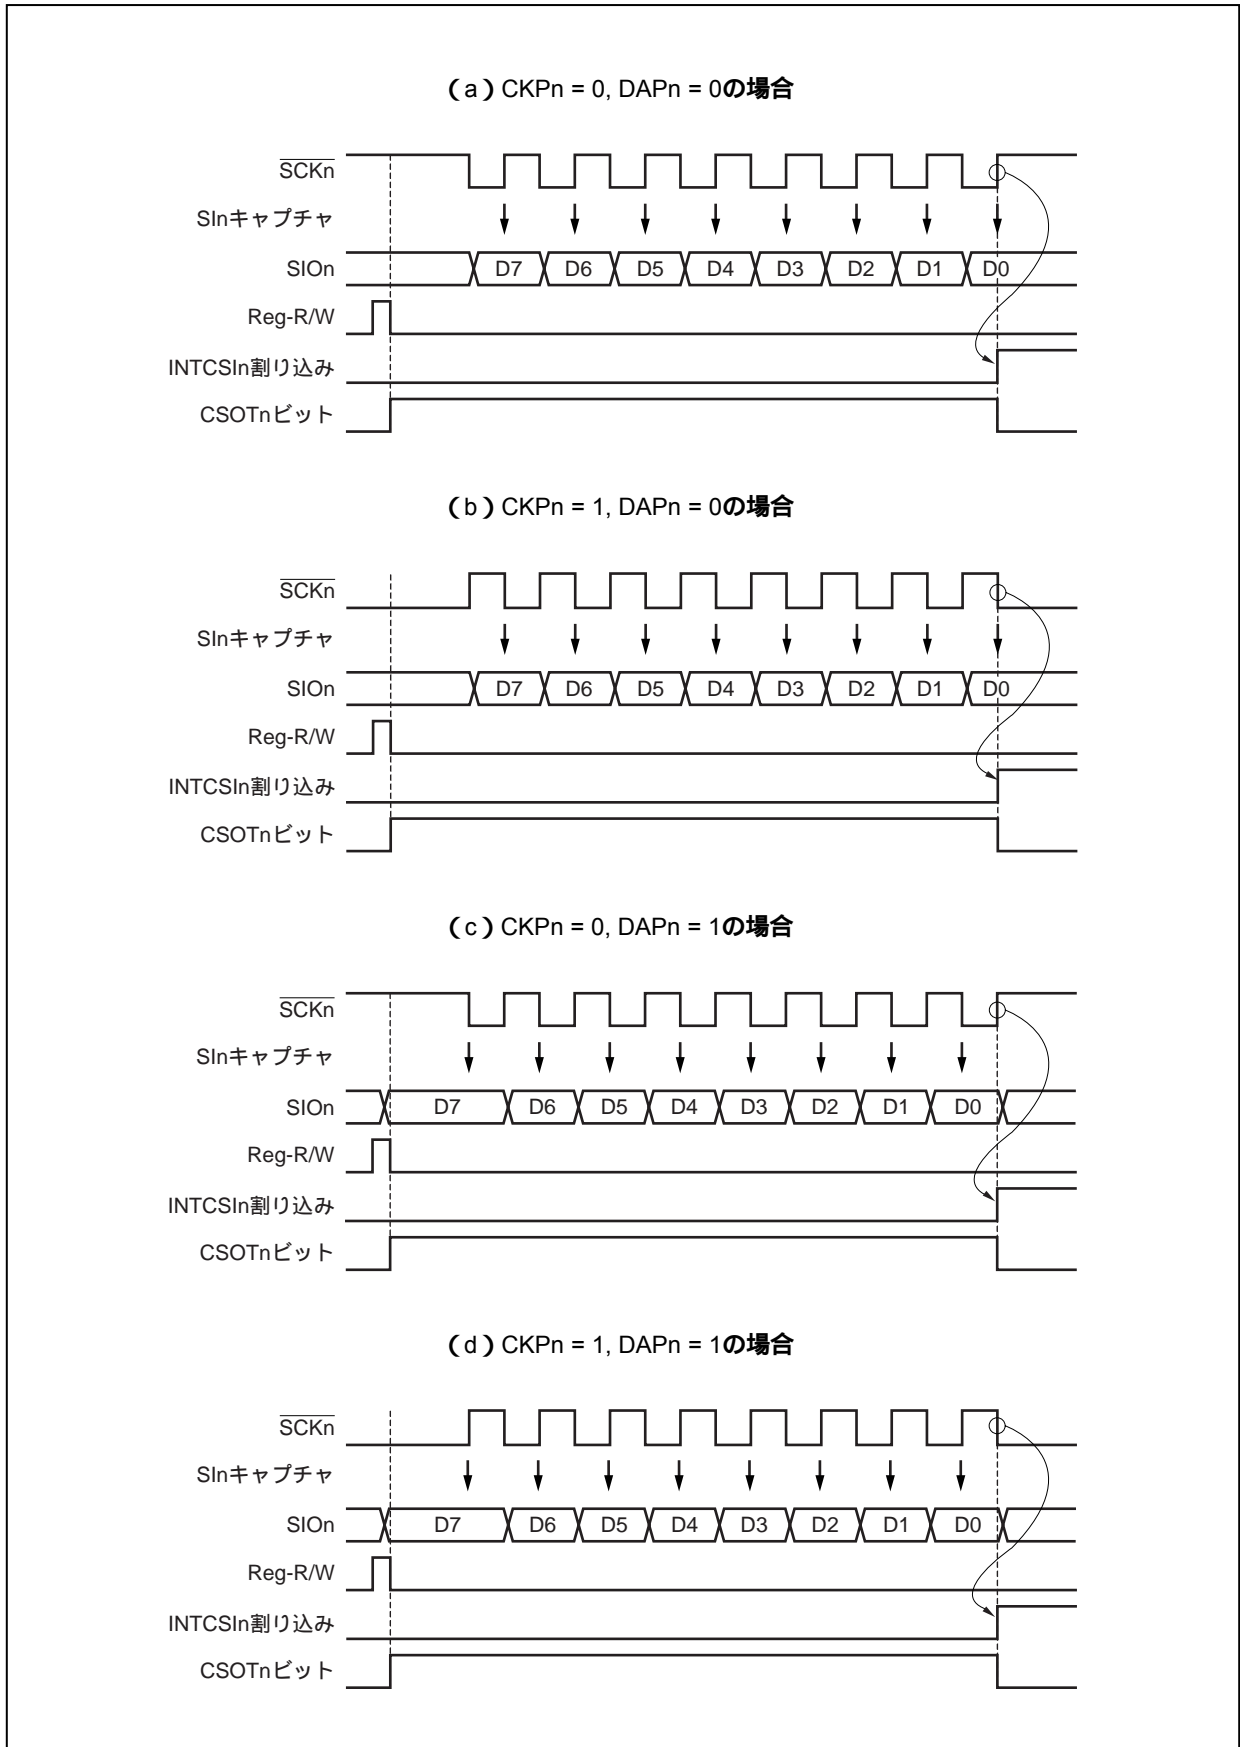 (a) CKPn = 0, DAPn = 0の場合
SCKn
SInキャプチャ
SIOn
D7 D6 D5 D4 D3 D2 D1 D0
Reg-R/W
INTCSIn割り込み
CSOTnビット
(b) CKPn = 1, DAPn = 0の場合
SCKn
SInキャプチャ
SIOn
D7 D6 D5 D4 D3 D2 D1 D0
Reg-R/W
INTCSIn割り込み
CSOTnビット
(c) CKPn = 0, DAPn = 1の場合
SCKn
SInキャプチャ
SIOn
D7 D6 D5 D4 D3 D2 D1 D0
Reg-R/W
INTCSIn割り込み
CSOTnビット
(d) CKPn = 1, DAPn = 1の場合
SCKn
SInキャプチャ
SIOn
D7 D6 D5 D4 D3 D2 D1 D0
Reg-R/W
INTCSIn割り込み
CSOTnビット